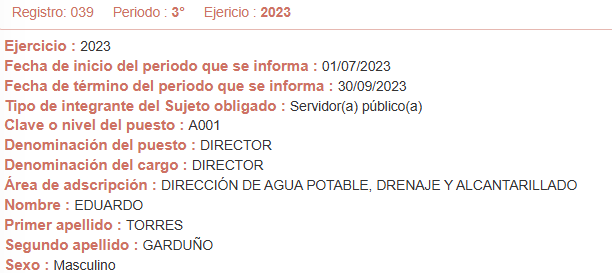 Registro: 039 Periodo : 3° Ejericio : 2023
Ejercicio : 2023
Fecha de inicio del periodo que se informa : 01/07/2023
Fecha de término del periodo que se informa : 30/09/2023
Tipo de integrante del Sujeto obligado : Servidor(a) público(a)
Clave o nivel del puesto : A001
Denominación del puesto : DIRECTOR
Denominación del cargo : DIRECTOR
Área de adscripción : DIRECCIÓN DE AGUA POTABLE, DRENAJE Y ALCANTARILLADO
Nombre : EDUARDO
Primer apellido : TORRES
Segundo apellido : GARDUÑO
Sexo : Masculino